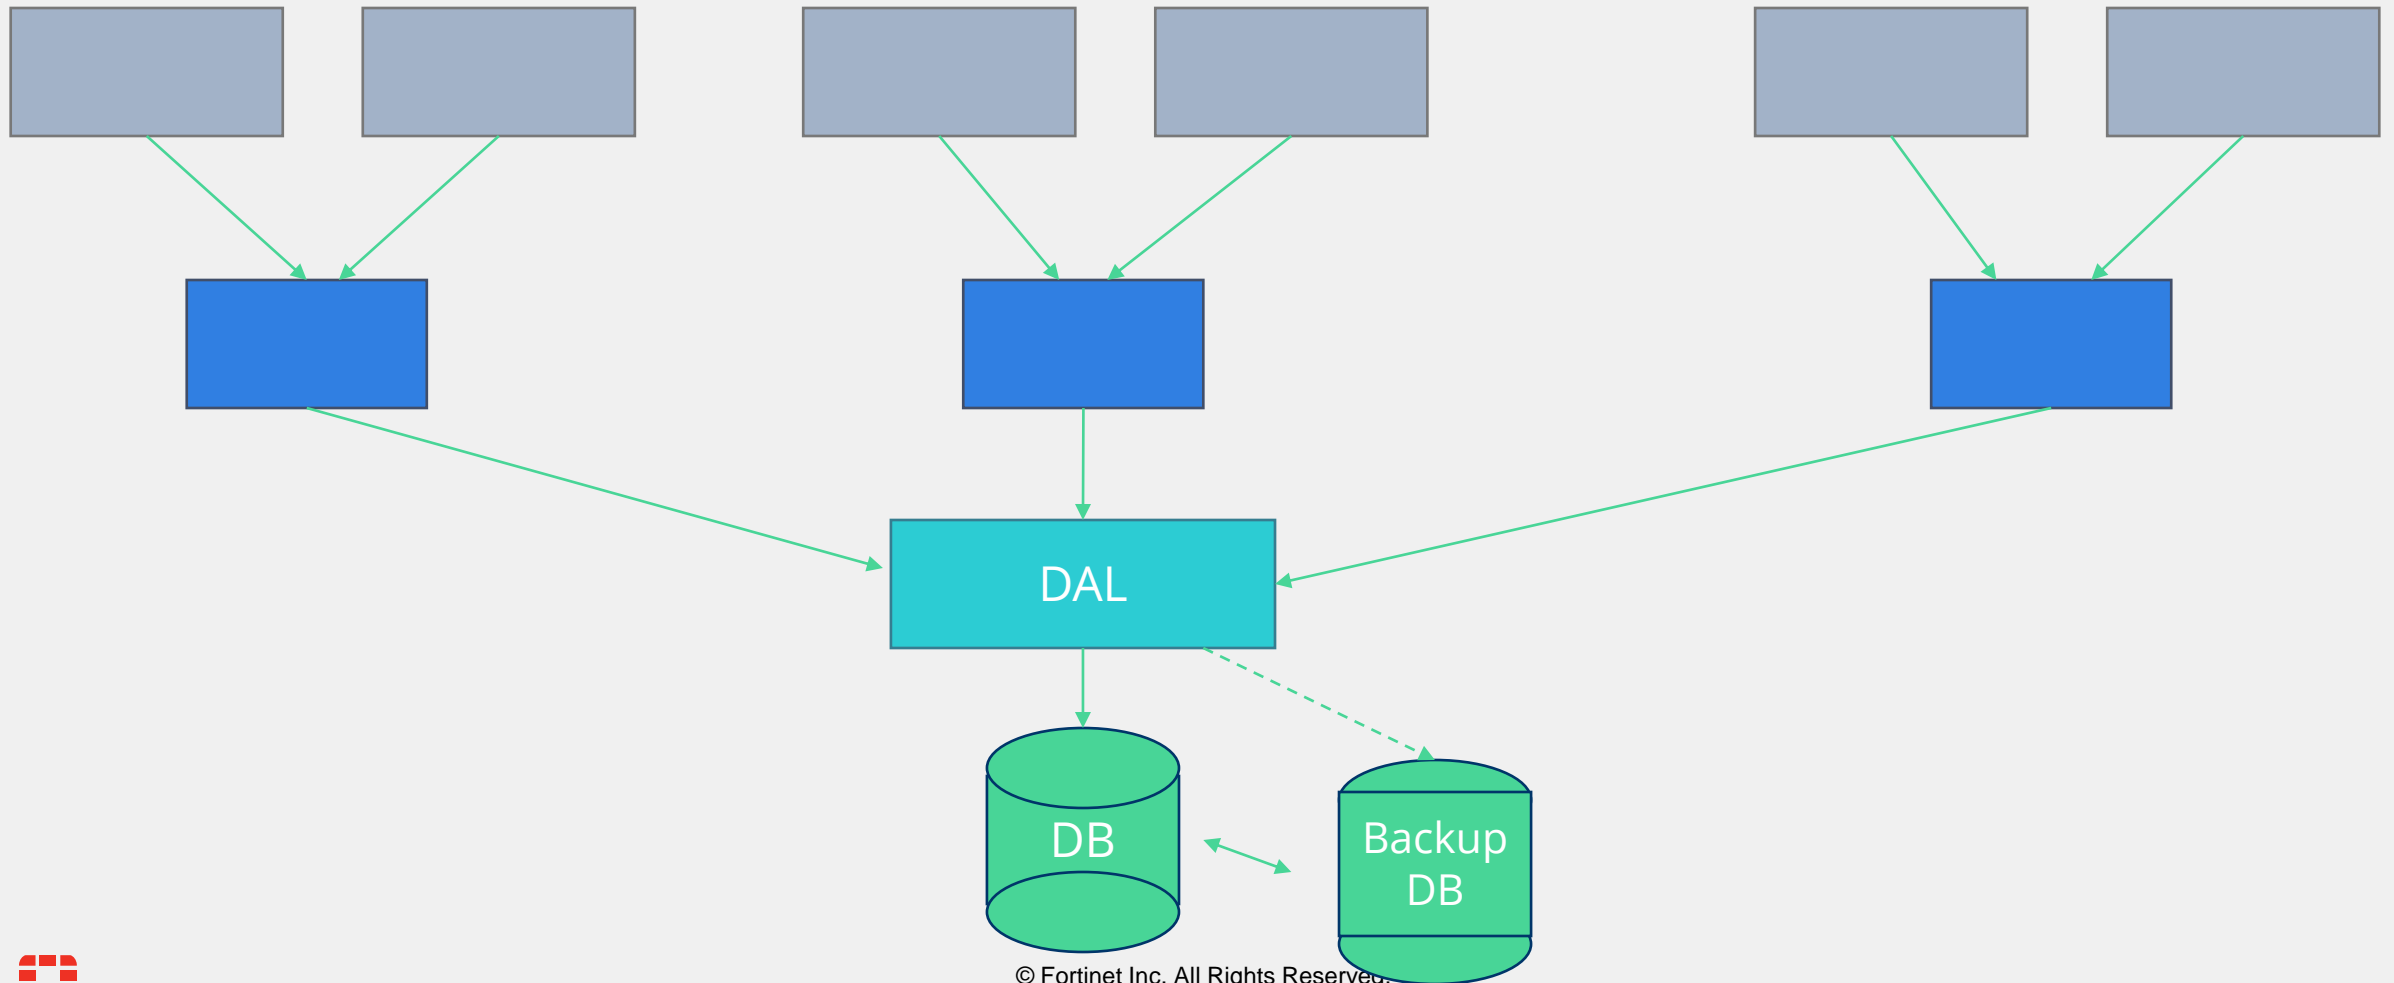 DAL
DB
Backup
DB
© Fortinet Inc. All Rights Reserved.